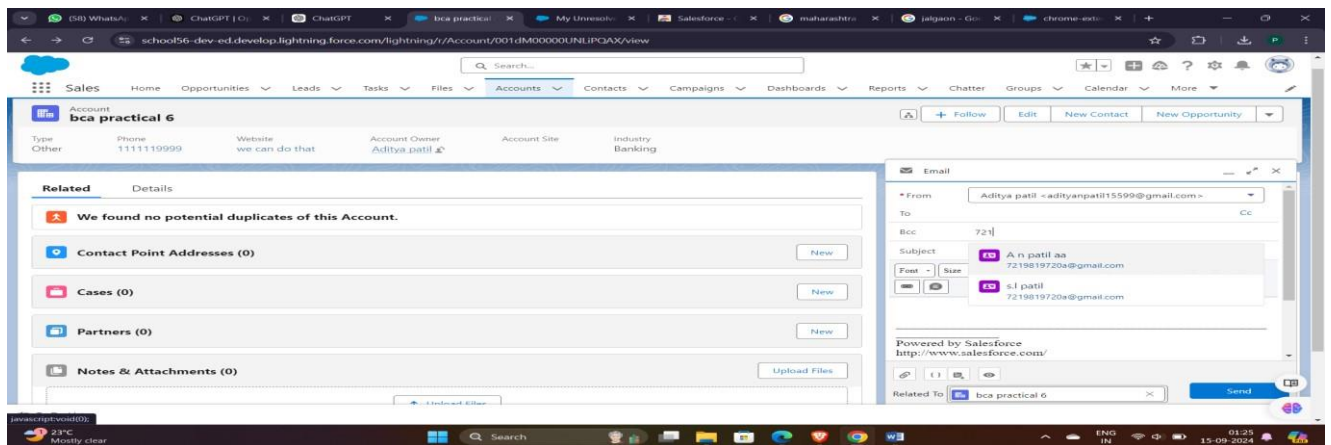 (58) WhatsAp
ChatGPT | Op
ChatGPT
bca practical
My Unresolve
Salesforce - C
maharashtra
jalgaon - Goo
chrome-exte
school56-dev-ed.develop.lightning.force.com/lightning/r/Account/001dM00000UNLiPQAX/view
Search...
Sales Home Opportunities Leads Tasks Files Accounts Contacts Campaigns Dashboards Reports Chatter Groups Calendar More
Account
bca practical 6
+ Follow Edit New Contact New Opportunity
Type Phone Website Account Owner Account Site Industry
Other 1111119999 we can do that Aditya patil Banking
Related Details
We found no potential duplicates of this Account.
Contact Point Addresses (0) New
Cases (0) New
Partners (0) New
Notes & Attachments (0) Upload Files
Upload Files
Email
*From Aditya patil <adityanpatil15599@gmail.com>
To Cc
Bcc 721
Subject
A n patil aa
7219819720a@gmail.com
Font Size
s.l patil
7219819720a@gmail.com
Powered by Salesforce
http://www.salesforce.com/
Related To bca practical 6 Send
javascript:void(0);
23°C
Mostly clear
Search
ENG
IN
01:25
15-09-2024